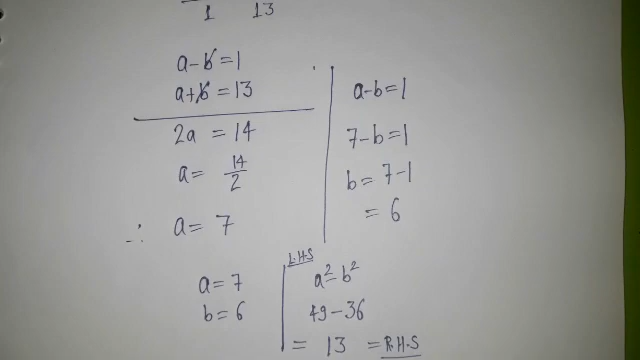 1 13
a-b=1
a+b=13
2a = 14
a= 14/2
∴ a= 7
a-b=1
7-b=1
b= 7-1
= 6
a=7
b=6
L.H.S
a²-b²
49-36
= 13 =R.H.S